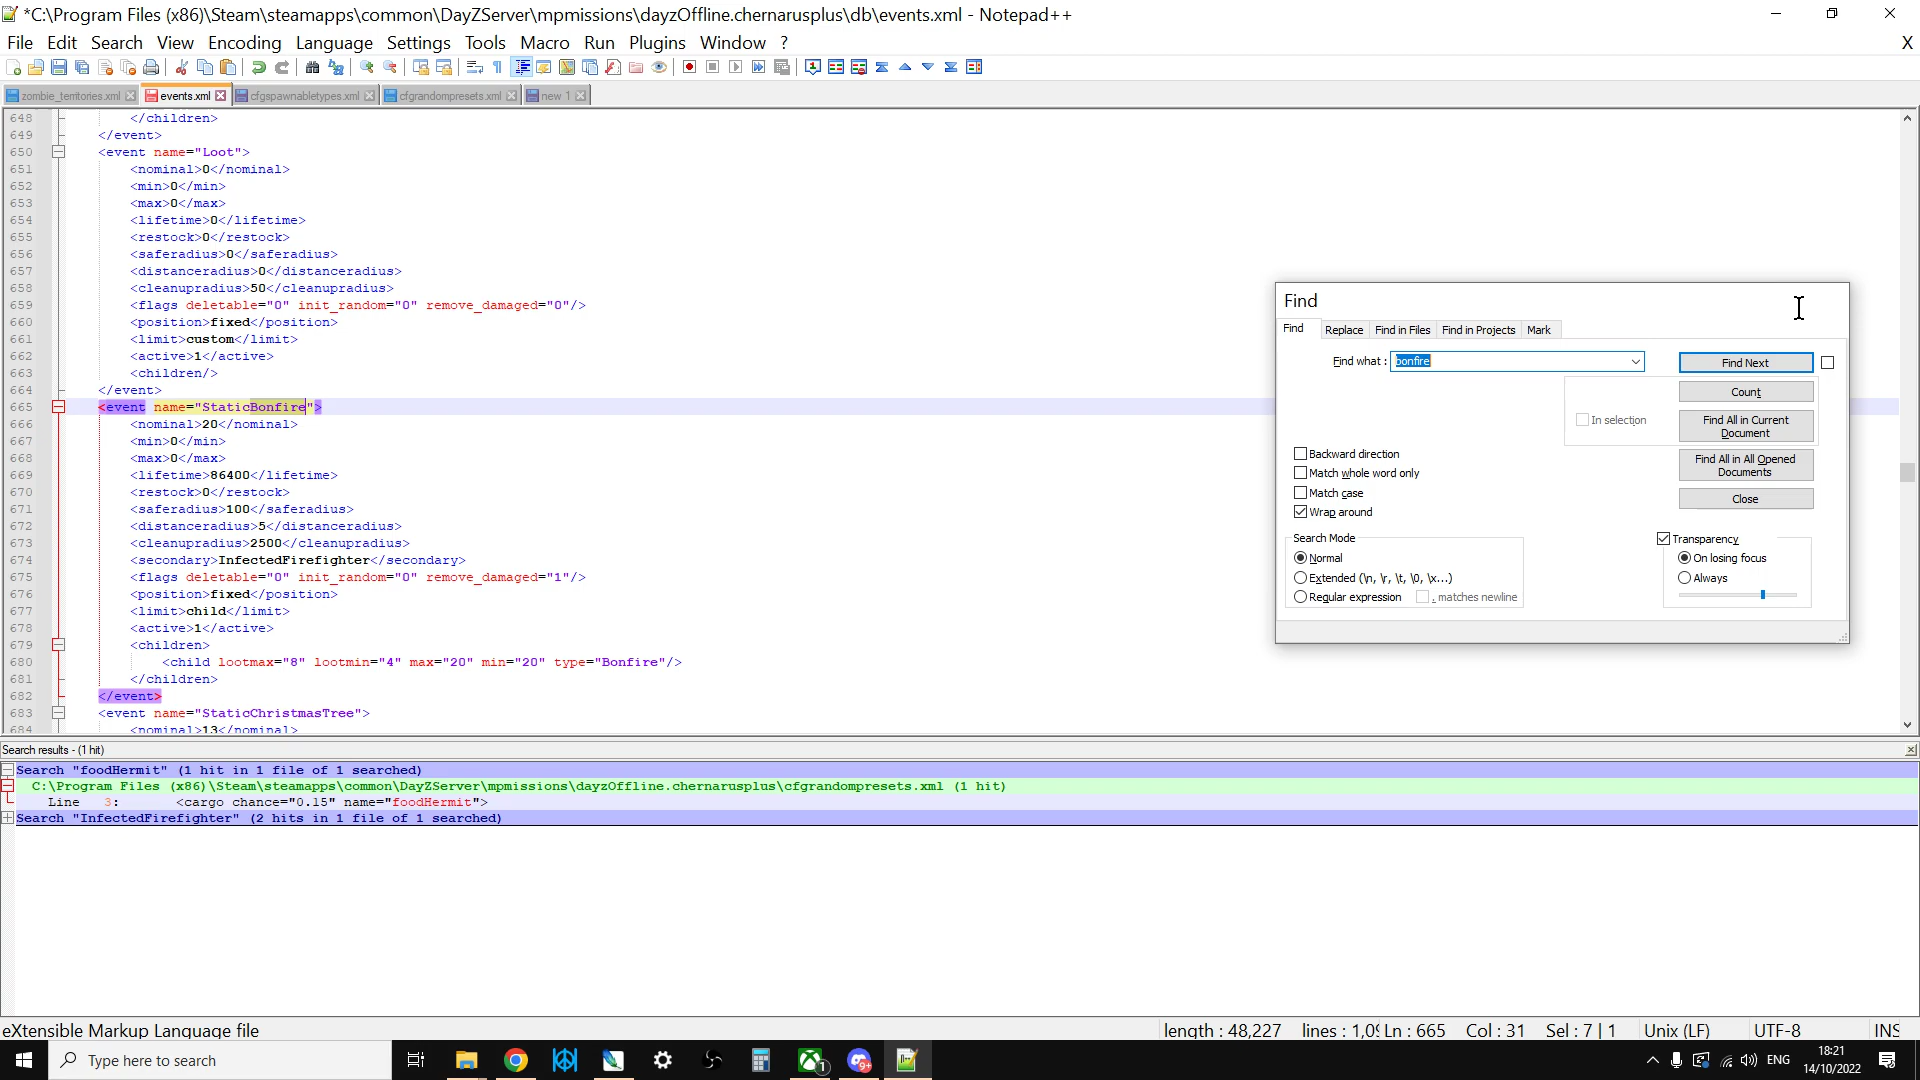 *C:\Program Files (x86)\Steam\steamapps\common\DayZServer\mpmissions\dayzOffline.chernarusplus\db\events.xml - Notepad++
File Edit Search View Encoding Language Settings Tools Macro Run Plugins Window ? X
zombie_territories.xml events.xml cfgspawnabletypes.xml cfgrandompresets.xml new 1
648 </children>
649 </event>
650 <event name="Loot">
651 <nominal>0</nominal>
652 <min>0</min>
653 <max>0</max>
654 <lifetime>0</lifetime>
655 <restock>0</restock>
656 <saferadius>0</saferadius>
657 <distanceradius>0</distanceradius>
658 <cleanupradius>50</cleanupradius>
659 <flags deletable="0" init_random="0" remove_damaged="0"/>
660 <position>fixed</position>
661 <limit>custom</limit>
662 <active>1</active>
663 <children/>
664 </event>
665 <event name="StaticBonfire">
666 <nominal>20</nominal>
667 <min>0</min>
668 <max>0</max>
669 <lifetime>86400</lifetime>
670 <restock>0</restock>
671 <saferadius>100</saferadius>
672 <distanceradius>5</distanceradius>
673 <cleanupradius>2500</cleanupradius>
674 <secondary>InfectedFirefighter</secondary>
675 <flags deletable="0" init_random="0" remove_damaged="1"/>
676 <position>fixed</position>
677 <limit>child</limit>
678 <active>1</active>
679 <children>
680 <child lootmax="8" lootmin="4" max="20" min="20" type="Bonfire"/>
681 </children>
682 </event>
683 <event name="StaticChristmasTree">
684 <nominal>13</nominal>
Find
Find Replace Find in Files Find in Projects Mark
Find what : bonfire Find Next
Count
In selection
Find All in Current
Document
Find All in All Opened
Documents
Close
Backward direction
Match whole word only
Match case
Wrap around
Search Mode
Normal
Extended (\n, \r, \t, \0, \x...)
Regular expression . matches newline
Transparency
On losing focus
Always
Search results - (1 hit)
Search "foodHermit" (1 hit in 1 file of 1 searched)
C:\Program Files (x86)\Steam\steamapps\common\DayZServer\mpmissions\dayzOffline.chernarusplus\cfgrandompresets.xml (1 hit)
Line 3: <cargo chance="0.15" name="foodHermit">
Search "InfectedFirefighter" (2 hits in 1 file of 1 searched)
eXtensible Markup Language file length : 48,227 lines : 1,09 Ln : 665 Col : 31 Sel : 7 | 1 Unix (LF) UTF-8 INS
Type here to search
1 9+
ENG
18:21
14/10/2022